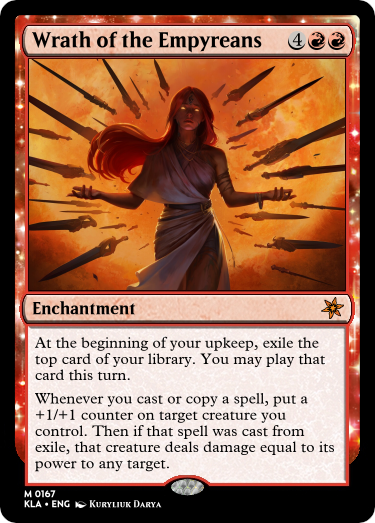 Wrath of the Empyreans 4
Enchantment
At the beginning of your upkeep, exile the
top card of your library. You may play that
card this turn.
Whenever you cast or copy a spell, put a
+1/+1 counter on target creature you
control. Then if that spell was cast from
exile, that creature deals damage equal to its
power to any target.
M 0167
KLA • ENG Kuryliuk Darya